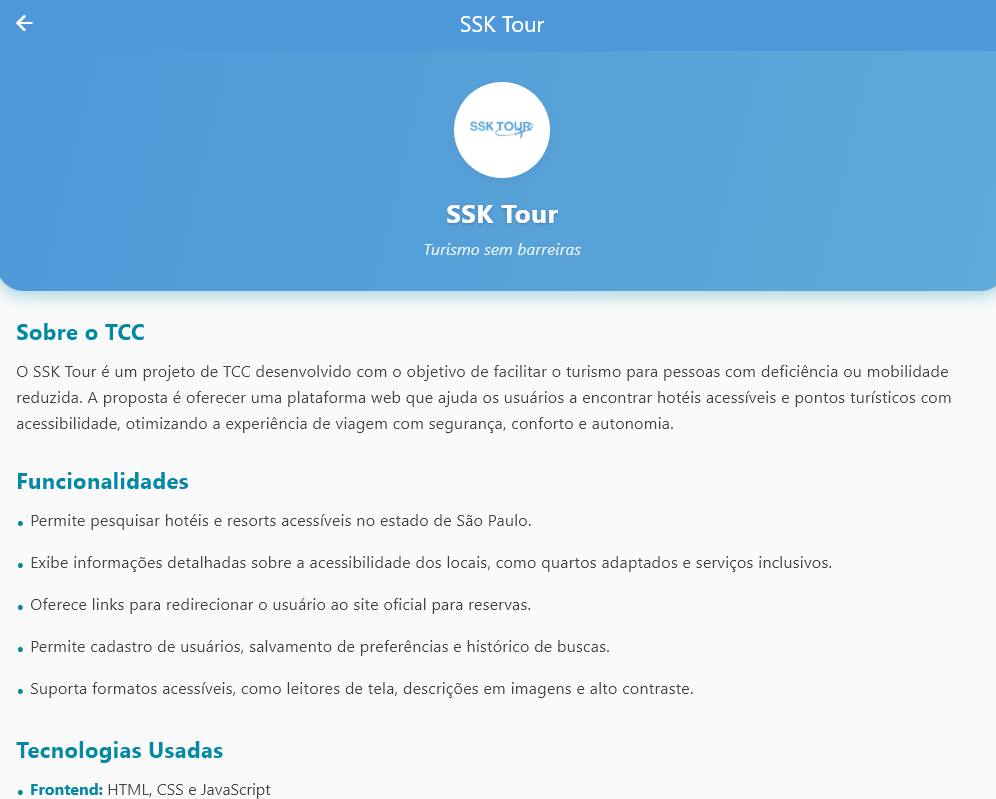 SSK Tour
SSK TOUR
SSK Tour
Turismo sem barreiras
Sobre o TCC
O SSK Tour é um projeto de TCC desenvolvido com o objetivo de facilitar o turismo para pessoas com deficiência ou mobilidade
reduzida. A proposta é oferecer uma plataforma web que ajuda os usuários a encontrar hotéis acessíveis e pontos turísticos com
acessibilidade, otimizando a experiência de viagem com segurança, conforto e autonomia.
Funcionalidades
• Permite pesquisar hotéis e resorts acessíveis no estado de São Paulo.
• Exibe informações detalhadas sobre a acessibilidade dos locais, como quartos adaptados e serviços inclusivos.
• Oferece links para redirecionar o usuário ao site oficial para reservas.
• Permite cadastro de usuários, salvamento de preferências e histórico de buscas.
• Suporta formatos acessíveis, como leitores de tela, descrições em imagens e alto contraste.
Tecnologias Usadas
• Frontend: HTML, CSS e JavaScript